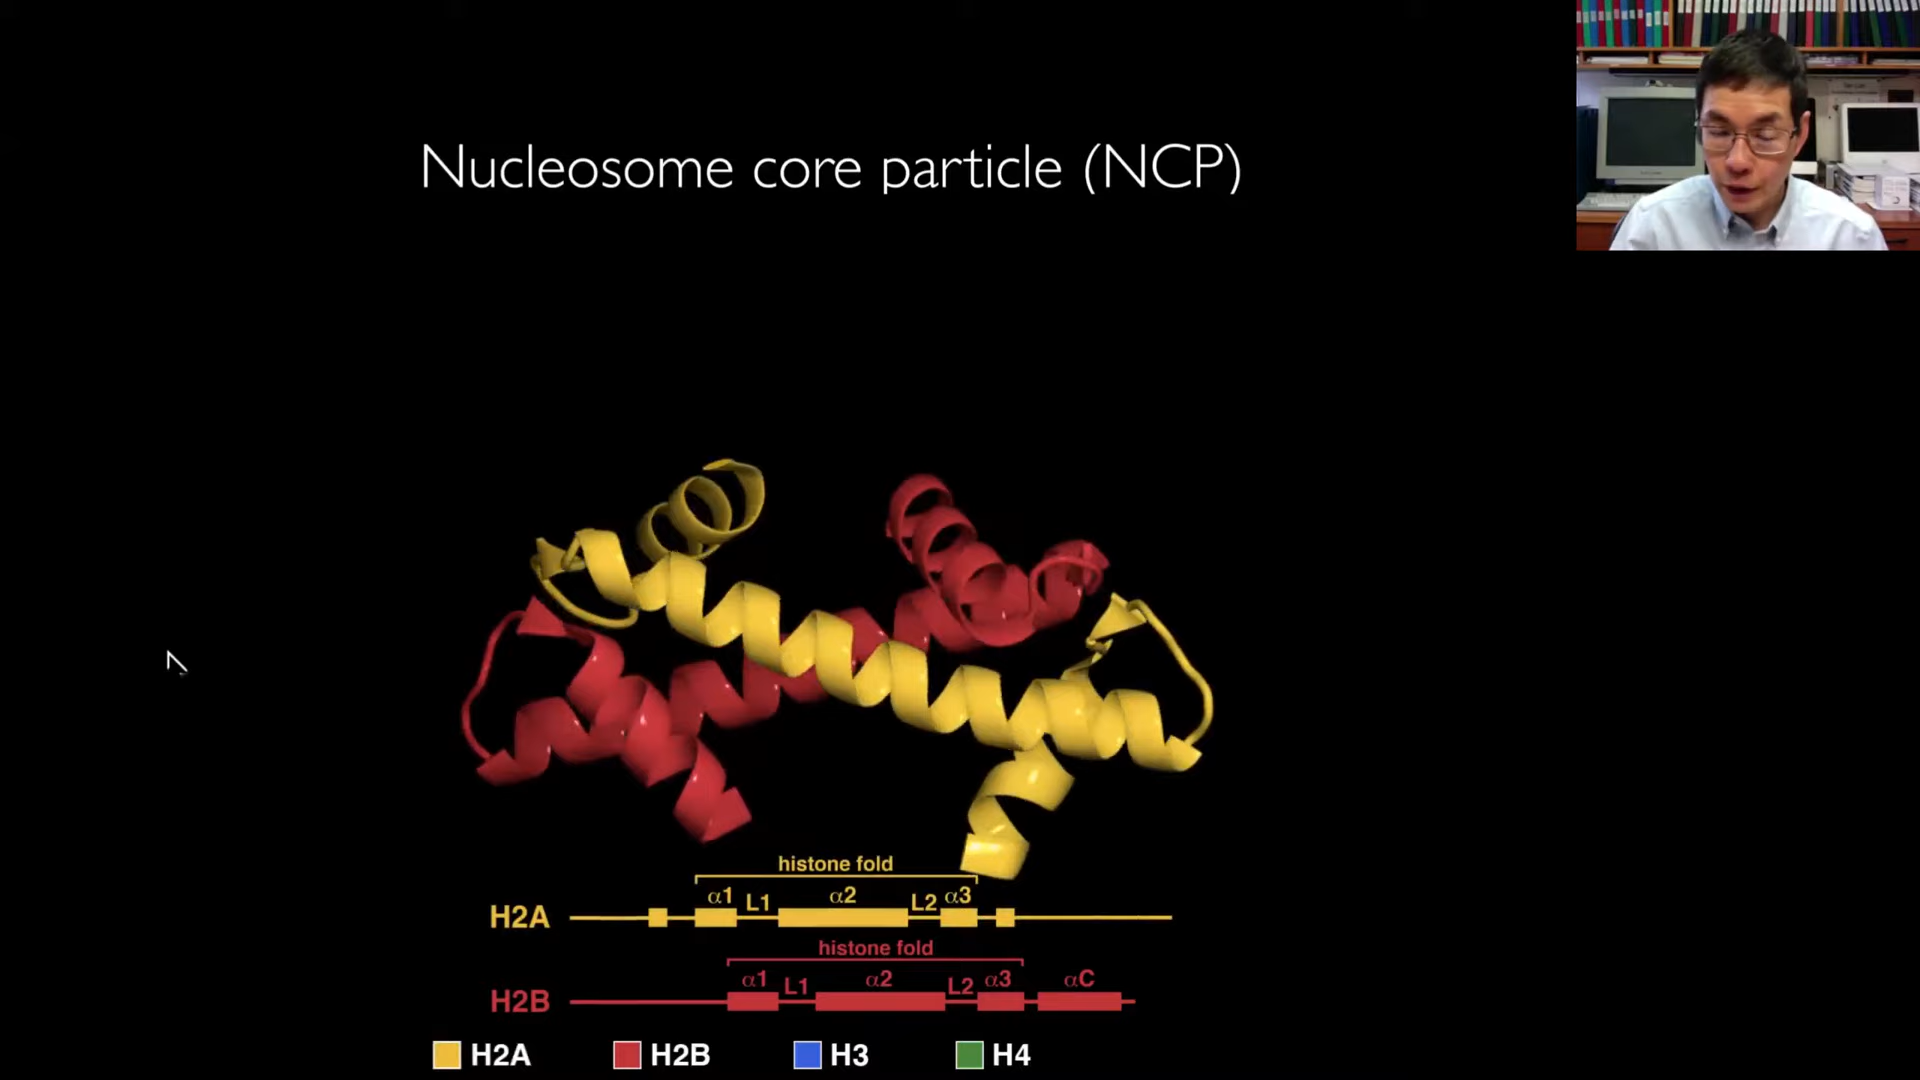 Nucleosome core particle (NCP)
histone fold
α1 L1 α2 L2 α3
H2A
histone fold
α1 L1 α2 L2 α3 αC
H2B
H2A H2B H3 H4